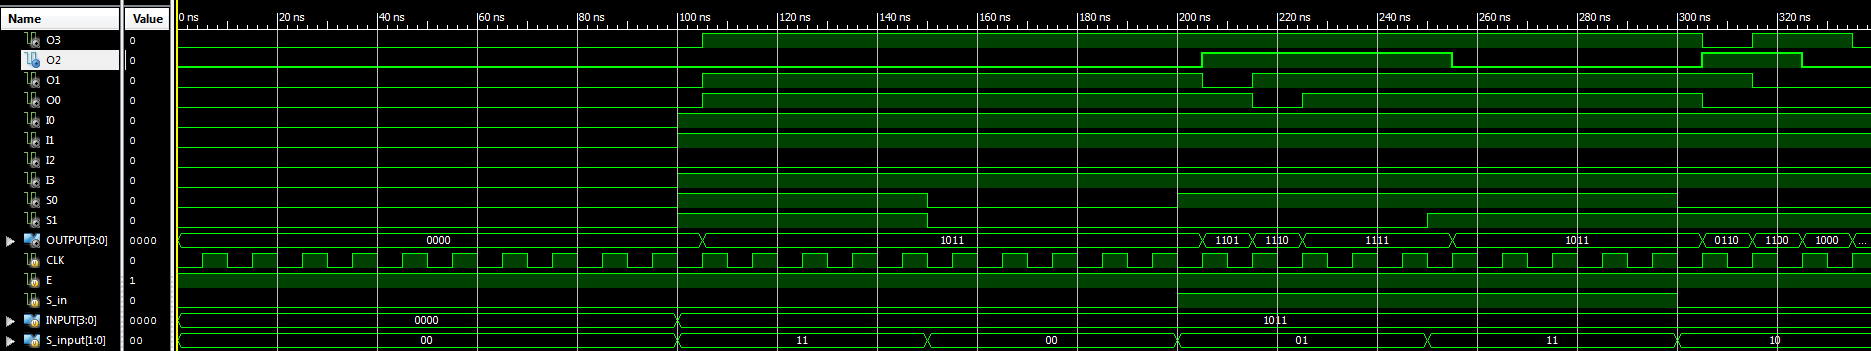 Name Value 0 ns 20 ns 40 ns 60 ns 80 ns 100 ns 120 ns 140 ns 160 ns 180 ns 200 ns 220 ns 240 ns 260 ns 280 ns 300 ns 320 ns
O3 0
O2 0
O1 0
O0 0
I0 0
I1 0
I2 0
I3 0
S0 0
S1 0
OUTPUT[3:0] 0000 0000 1011 1101 1110 1111 1011 0110 1100 1000 ...
CLK 0
E 1
S_in 0
INPUT[3:0] 0000 0000 1011
S_input[1:0] 00 00 11 00 01 11 10